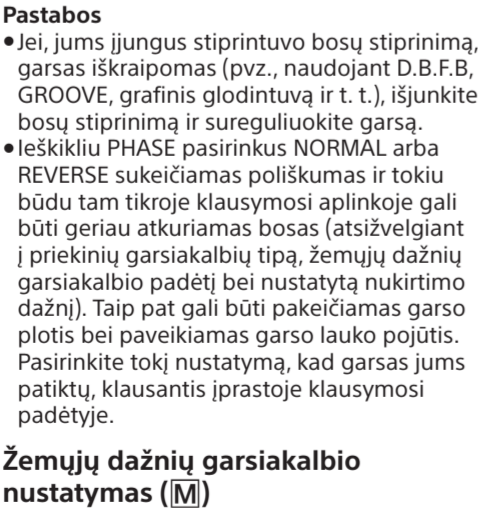 Pastabos
•Jei, jums įjungus stiprintuvo bosų stiprinimą,
garsas iškraipomas (pvz., naudojant D.B.F.B,
GROOVE, grafinis glodintuvą ir t. t.), išjunkite
bosų stiprinimą ir sureguliuokite garsą.
•Ieškikliu PHASE pasirinkus NORMAL arba
REVERSE sukeičiamas poliškumas ir tokiu
būdu tam tikroje klausymosi aplinkoje gali
būti geriau atkuriamas bosas (atsižvelgiant
į priekinių garsiakalbių tipą, žemųjų dažnių
garsiakalbio padėtį bei nustatytą nukirtimo
dažnį). Taip pat gali būti pakeičiamas garso
plotis bei paveikiamas garso lauko pojūtis.
Pasirinkite tokį nustatymą, kad garsas jums
patiktų, klausantis įprastoje klausymosi
padėtyje.
Žemųjų dažnių garsiakalbio
nustatymas (M)